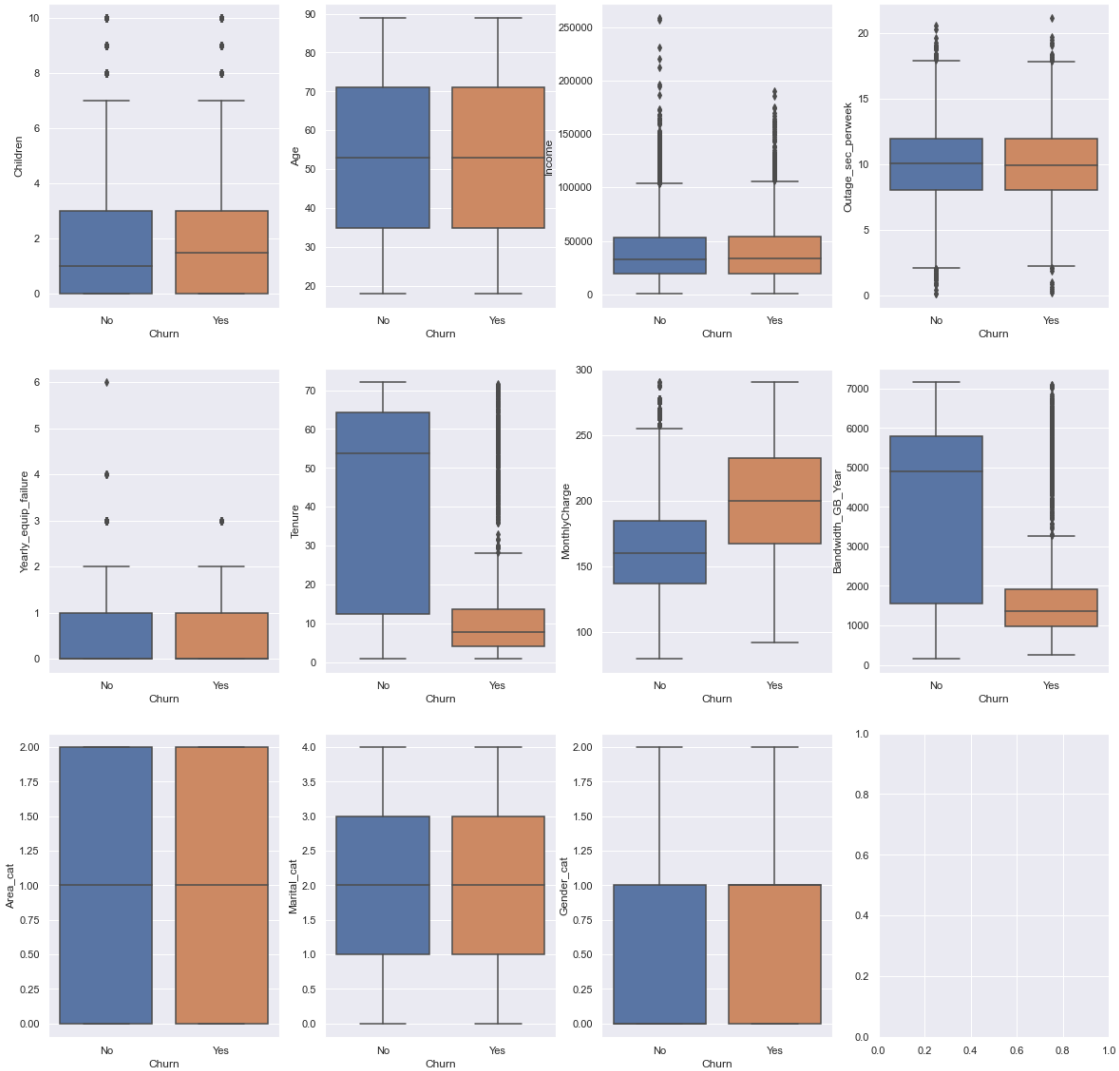 10
8
6
4
2
0
Children
No Yes
Churn
90
80
70
60
50
40
30
20
Age
No Yes
Churn
250000
200000
150000
100000
50000
0
Income
No Yes
Churn
20
15
10
5
0
Outage_sec_perweek
No Yes
Churn
6
5
4
3
2
1
0
Yearly_equip_failure
No Yes
Churn
70
60
50
40
30
20
10
0
Tenure
No Yes
Churn
300
250
200
150
100
MonthlyCharge
No Yes
Churn
7000
6000
5000
4000
3000
2000
1000
0
Bandwidth_GB_Year
No Yes
Churn
2.00
1.75
1.50
1.25
1.00
0.75
0.50
0.25
0.00
Area_cat
No Yes
Churn
4.0
3.5
3.0
2.5
2.0
1.5
1.0
0.5
0.0
Marital_cat
No Yes
Churn
2.00
1.75
1.50
1.25
1.00
0.75
0.50
0.25
0.00
Gender_cat
No Yes
Churn
1.0
0.8
0.6
0.4
0.2
0.0
0.0 0.2 0.4 0.6 0.8 1.0